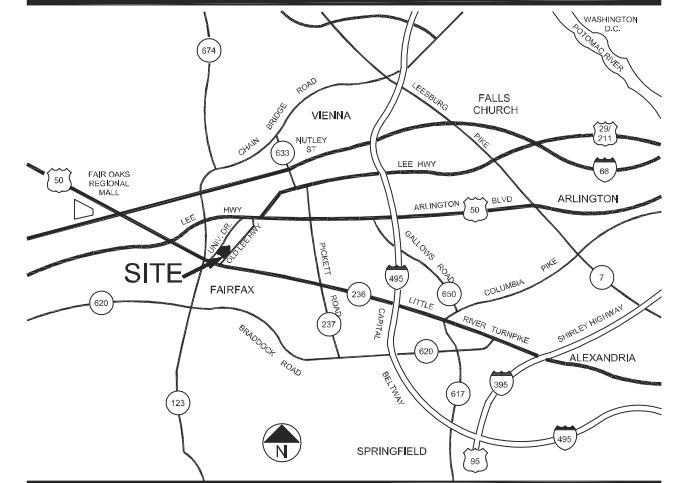 WASHINGTON
D.C.
POTOMAC RIVER
674
CHAIN BRIDGE ROAD
VIENNA
LEESBURG PIKE
FALLS
CHURCH
29/
211
NUTLEY
ST
633
LEE HWY
66
50
FAIR OAKS
REGIONAL
MALL
LEE HWY
ARLINGTON BLVD
50
ARLINGTON
UNIV. DR.
OLD LEE HWY
PICKETT ROAD
GALLOWS ROAD
SITE
FAIRFAX
495
COLUMBIA PIKE
7
620
236
LITTLE RIVER TURNPIKE
650
237
CAPITAL BELTWAY
SHIRLEY HIGHWAY
BRADDOCK ROAD
620
ALEXANDRIA
123
617
395
N
SPRINGFIELD
95
495